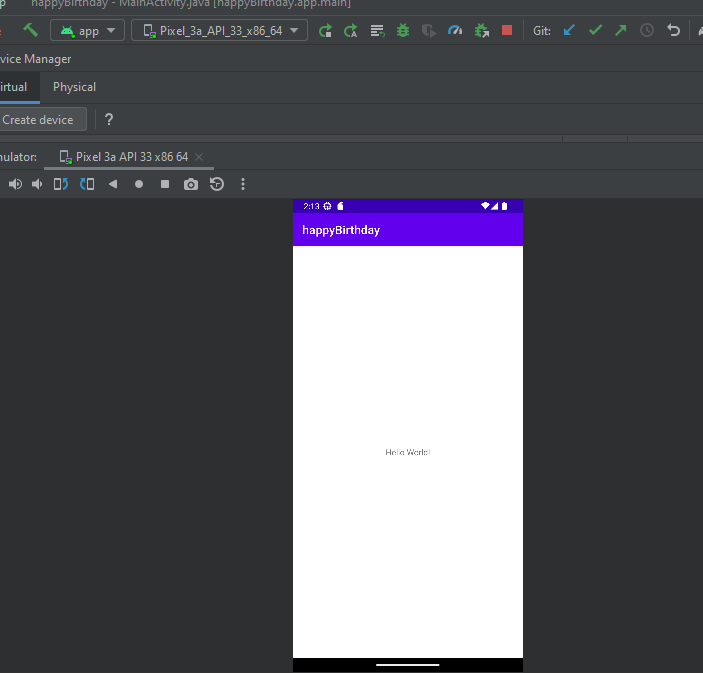 happyBirthday - MainActivity.java [happyBirthday.app.main]
app Pixel_3a_API_33_x86_64 Git:
vice Manager
irtual Physical
Create device ?
nulator: Pixel 3a API 33 x86 64
2:13
happyBirthday
Hello World!